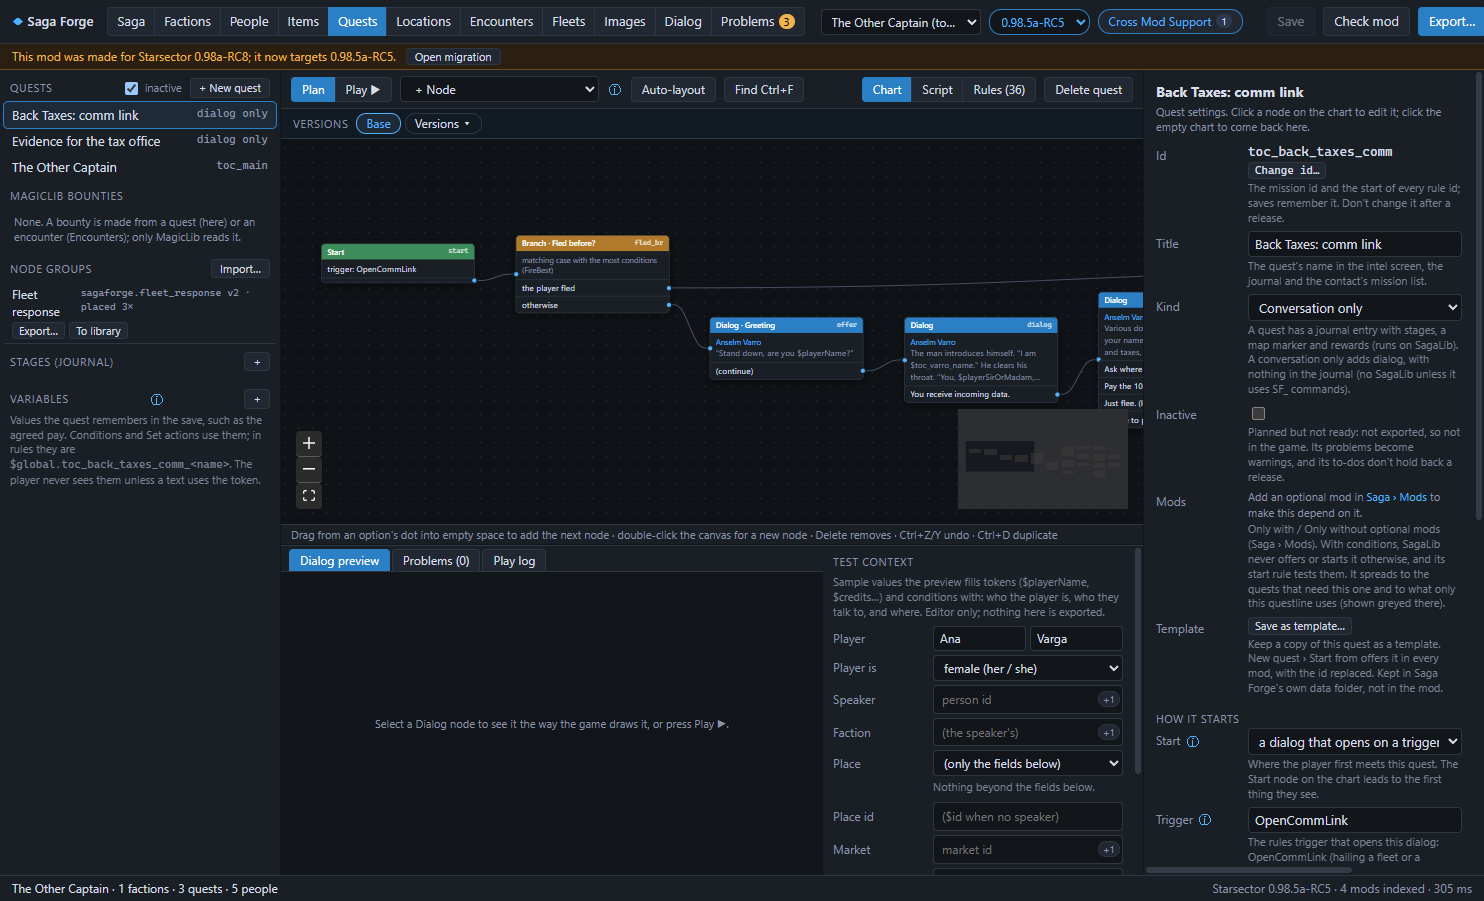 Saga Forge
Saga
Factions
People
Items
Quests
Locations
Encounters
Fleets
Images
Dialog
Problems 3
The Other Captain (to...
0.98.5a-RC5
Cross Mod Support 1
Save
Check mod
Export...
This mod was made for Starsector 0.98a-RC8; it now targets 0.98.5a-RC5.
Open migration
QUESTS
inactive
+ New quest
Back Taxes: comm link
dialog only
Evidence for the tax office
dialog only
The Other Captain
toc_main
MAGICLIB BOUNTIES
None. A bounty is made from a quest (here) or an
encounter (Encounters); only MagicLib reads it.
NODE GROUPS
Import...
Fleet
response
sagaforge.fleet_response v2 ·
placed 3×
Export...
To library
STAGES (JOURNAL)
+
VARIABLES
+
Values the quest remembers in the save, such as the
agreed pay. Conditions and Set actions use them; in
rules they are
$global.toc_back_taxes_comm_<name>. The
player never sees them unless a text uses the token.
Plan
Play ▶
+ Node
Auto-layout
Find Ctrl+F
Chart
Script
Rules (36)
Delete quest
VERSIONS
Base
Versions
Start
start
trigger: OpenCommLink
Branch · Fled before?
fled_br
matching case with the most conditions
(FireBest)
the player fled
otherwise
Dialog · Greeting
offer
Anselm Varro
"Stand down, are you $playerName?"
(continue)
Dialog
dialog
Anselm Varro
The man introduces himself. "I am
$toc_varro_name." He clears his
throat. "You, $playerSirOrMadam,...
You receive incoming data.
Dialog
Anselm Var
Various do
your name
and taxes,
Ask where
Pay the 10
Just flee. (l
e to p
+
−
Drag from an option's dot into empty space to add the next node · double-click the canvas for a new node · Delete removes · Ctrl+Z/Y undo · Ctrl+D duplicate
Dialog preview
Problems (0)
Play log
Select a Dialog node to see it the way the game draws it, or press Play ▶.
TEST CONTEXT
Sample values the preview fills tokens ($playerName,
$credits...) and conditions with: who the player is, who they
talk to, and where. Editor only; nothing here is exported.
Player
Ana
Varga
Player is
female (her / she)
Speaker
person id
+1
Faction
(the speaker's)
+1
Place
(only the fields below)
Nothing beyond the fields below.
Place id
($id when no speaker)
Market
market id
+1
Back Taxes: comm link
Quest settings. Click a node on the chart to edit it; click the
empty chart to come back here.
Id
toc_back_taxes_comm
Change id…
The mission id and the start of every rule id;
saves remember it. Don't change it after a
release.
Title
Back Taxes: comm link
The quest's name in the intel screen, the
journal and the contact's mission list.
Kind
Conversation only
A quest has a journal entry with stages, a
map marker and rewards (runs on SagaLib).
A conversation only adds dialog, with
nothing in the journal (no SagaLib unless it
uses SF_ commands).
Inactive
Planned but not ready: not exported, so not
in the game. Its problems become
warnings, and its to-dos don't hold back a
release.
Mods
Add an optional mod in Saga › Mods to
make this depend on it.
Only with / Only without optional mods
(Saga › Mods). With conditions, SagaLib
never offers or starts it otherwise, and its
start rule tests them. It spreads to the
quests that need this one and to what only
this questline uses (shown greyed there).
Template
Save as template...
Keep a copy of this quest as a template.
New quest › Start from offers it in every
mod, with the id replaced. Kept in Saga
Forge's own data folder, not in the mod.
HOW IT STARTS
Start
a dialog that opens on a trigger
Where the player first meets this quest. The
Start node on the chart leads to the first
thing they see.
Trigger
OpenCommLink
The rules trigger that opens this dialog:
OpenCommLink (hailing a fleet or a
The Other Captain · 1 factions · 3 quests · 5 people
Starsector 0.98.5a-RC5 · 4 mods indexed · 305 ms